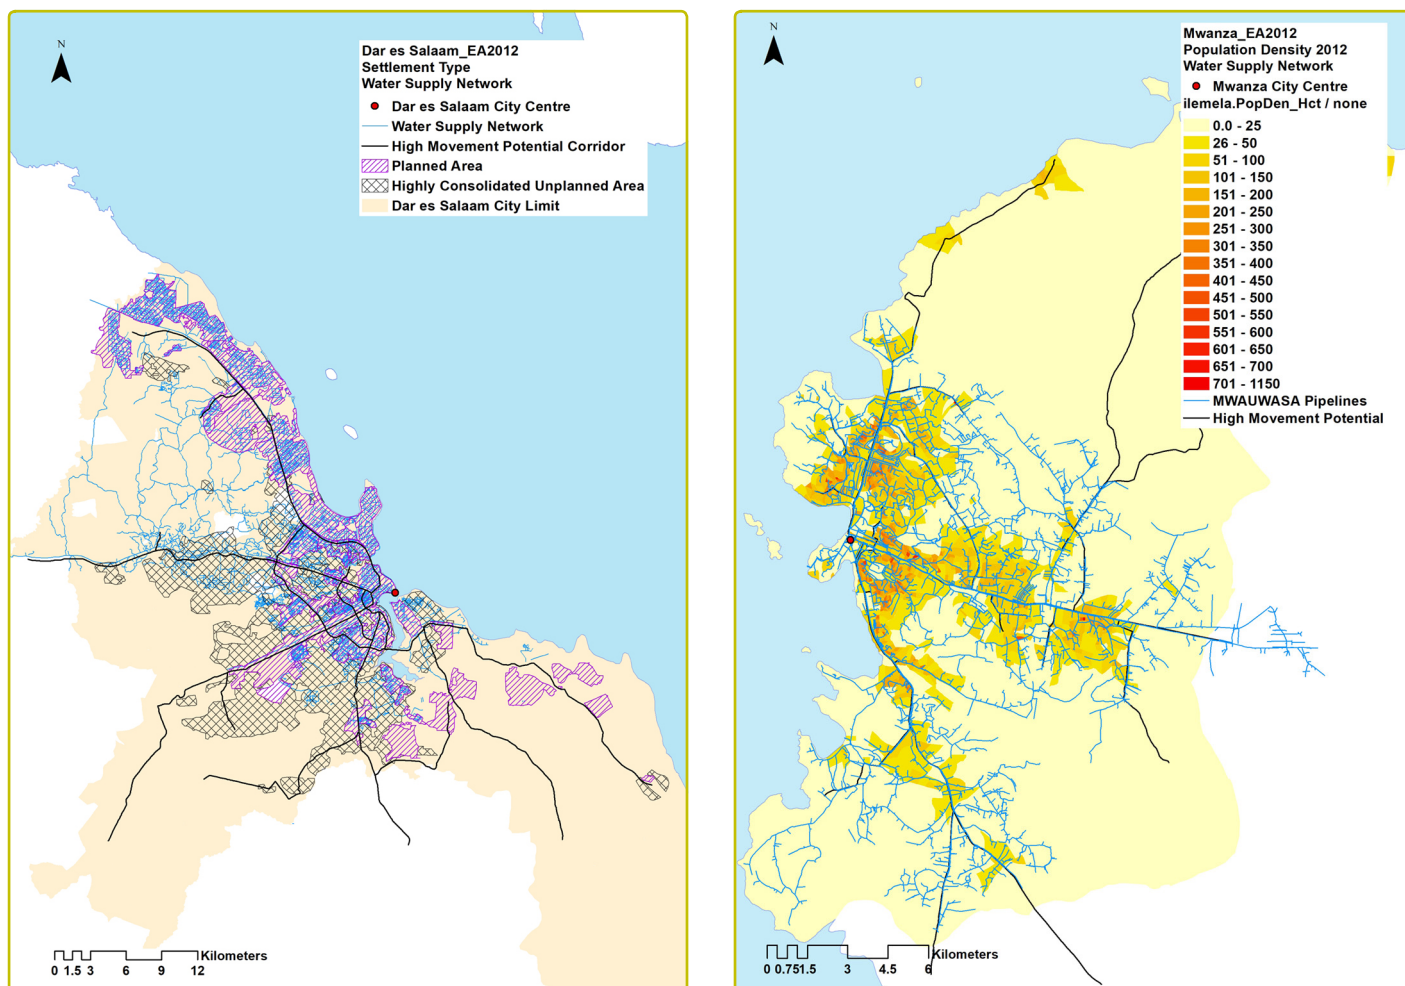 N
Dar es Salaam_EA2012
Settlement Type
Water Supply Network
Dar es Salaam City Centre
Water Supply Network
High Movement Potential Corridor
Planned Area
Highly Consolidated Unplanned Area
Dar es Salaam City Limit
Kilometers
0 1.5 3 6 9 12
N
Mwanza_EA2012
Population Density 2012
Water Supply Network
Mwanza City Centre
ilemela.PopDen_Hct / none
0.0 - 25
26 - 50
51 - 100
101 - 150
151 - 200
201 - 250
251 - 300
301 - 350
351 - 400
401 - 450
451 - 500
501 - 550
551 - 600
601 - 650
651 - 700
701 - 1150
MWAUWASA Pipelines
High Movement Potential
Kilometers
0 0.751.5 3 4.5 6